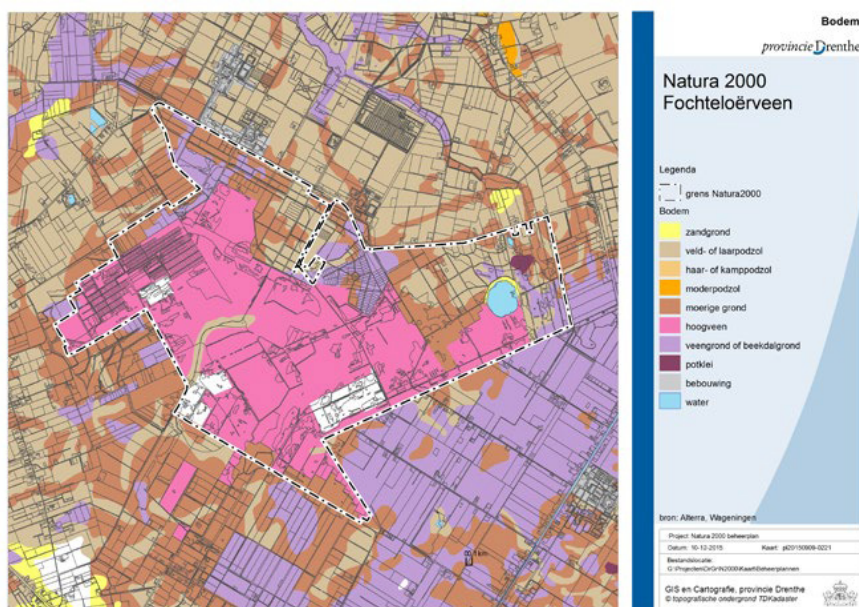 Bodem
provincie Drenthe
Natura 2000
Fochteloërveen
Legenda
grens Natura2000
Bodem
zandgrond
veld- of laarpodzol
haar- of kamppodzol
moderpodzol
moerige grond
hoogveen
veengrond of beekdalgrond
potklei
bebouwing
water
bron: Alterra, Wageningen
Project: Natura 2000 beheerplan
Datum: 10-12-2015 Kaart:
Bestandslocatie:
GIS en Cartografie, provincie Drenthe
© topografische ondergrond TDKadaster